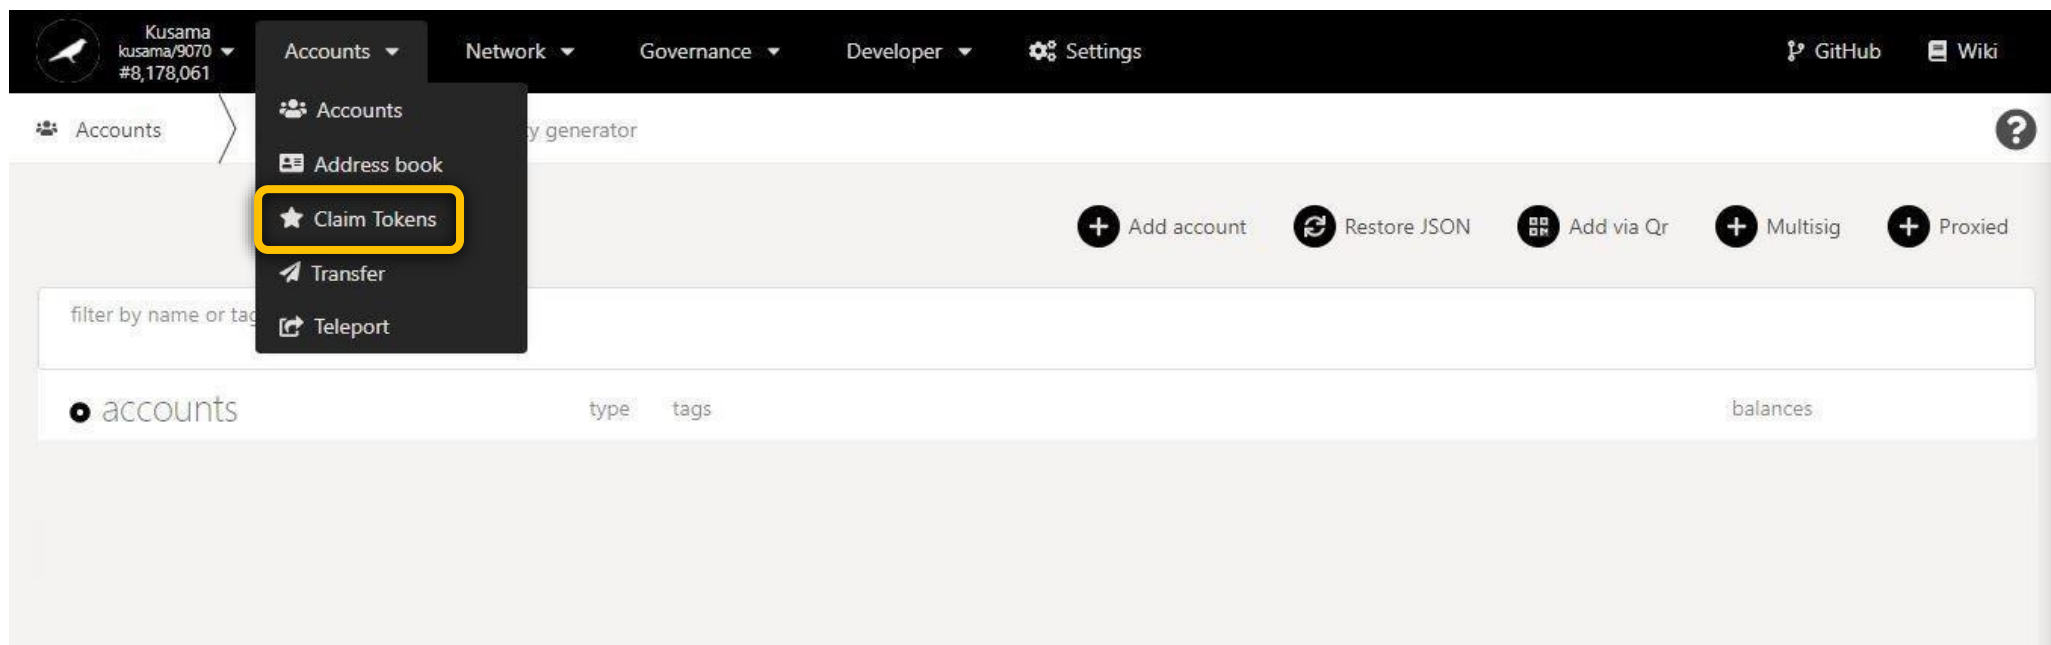 Kusama
kusama/9070
#8,178,061
Accounts
Network
Governance
Developer
Settings
GitHub
Wiki
Accounts
Address book
Claim Tokens
Transfer
Teleport
Accounts
generator
Add account
Restore JSON
Add via Qr
Multisig
Proxied
filter by name or
accounts
type
tags
balances